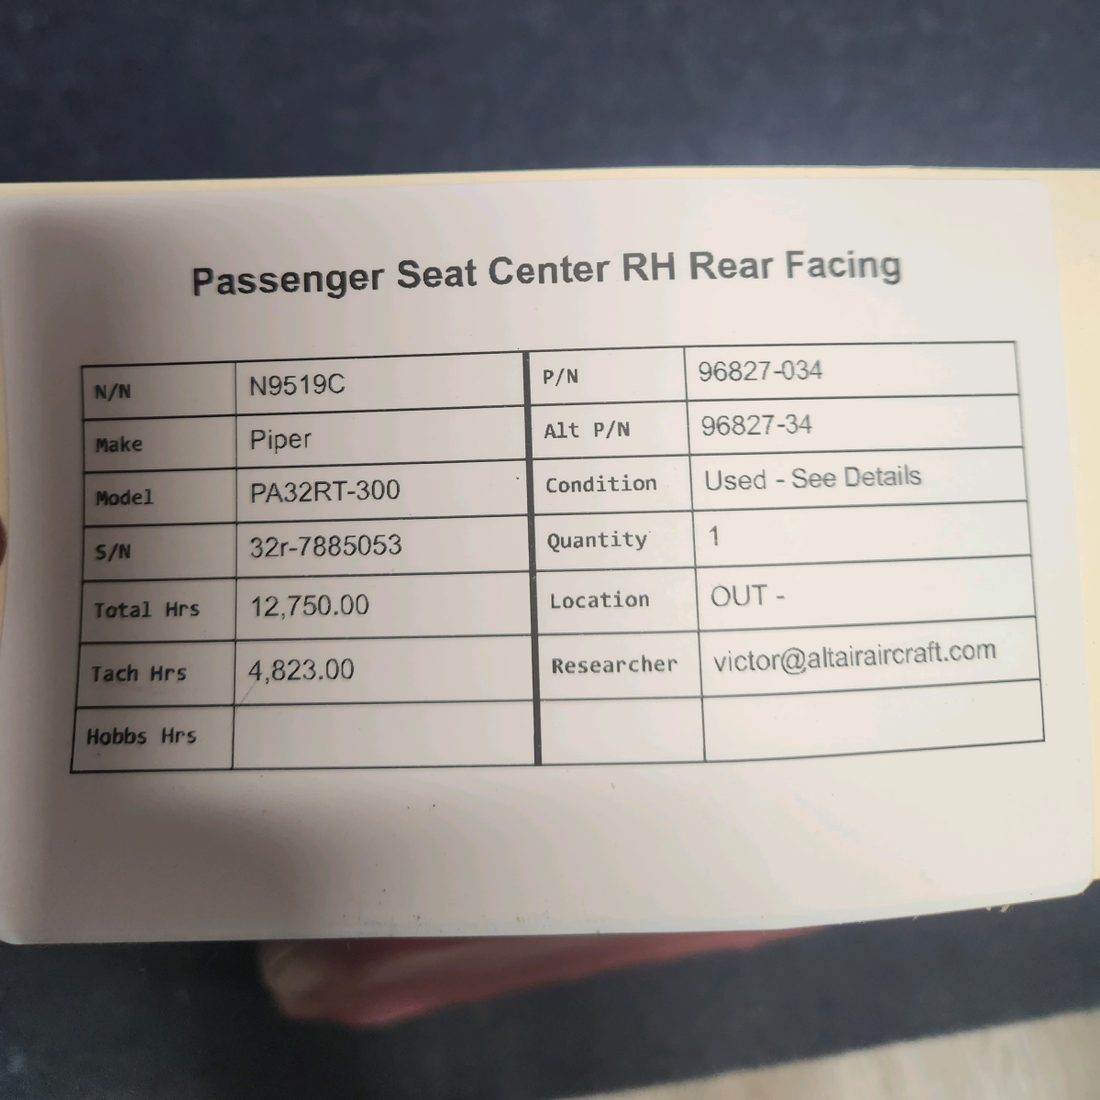 Passenger Seat Center RH Rear Facing
N/N N9519C P/N 96827-034
Make Piper Alt P/N 96827-34
Model PA32RT-300 Condition Used - See Details
S/N 32r-7885053 Quantity 1
Total Hrs 12,750.00 Location OUT -
Tach Hrs 4,823.00 Researcher victor@altairaircraft.com
Hobbs Hrs